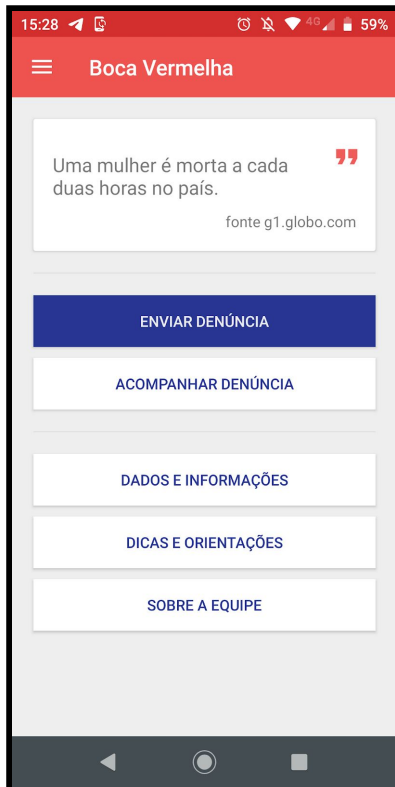 15:28 4G 59%
Boca Vermelha
Uma mulher é morta a cada
duas horas no país.
fonte g1.globo.com
ENVIAR DENÚNCIA
ACOMPANHAR DENÚNCIA
DADOS E INFORMAÇÕES
DICAS E ORIENTAÇÕES
SOBRE A EQUIPE